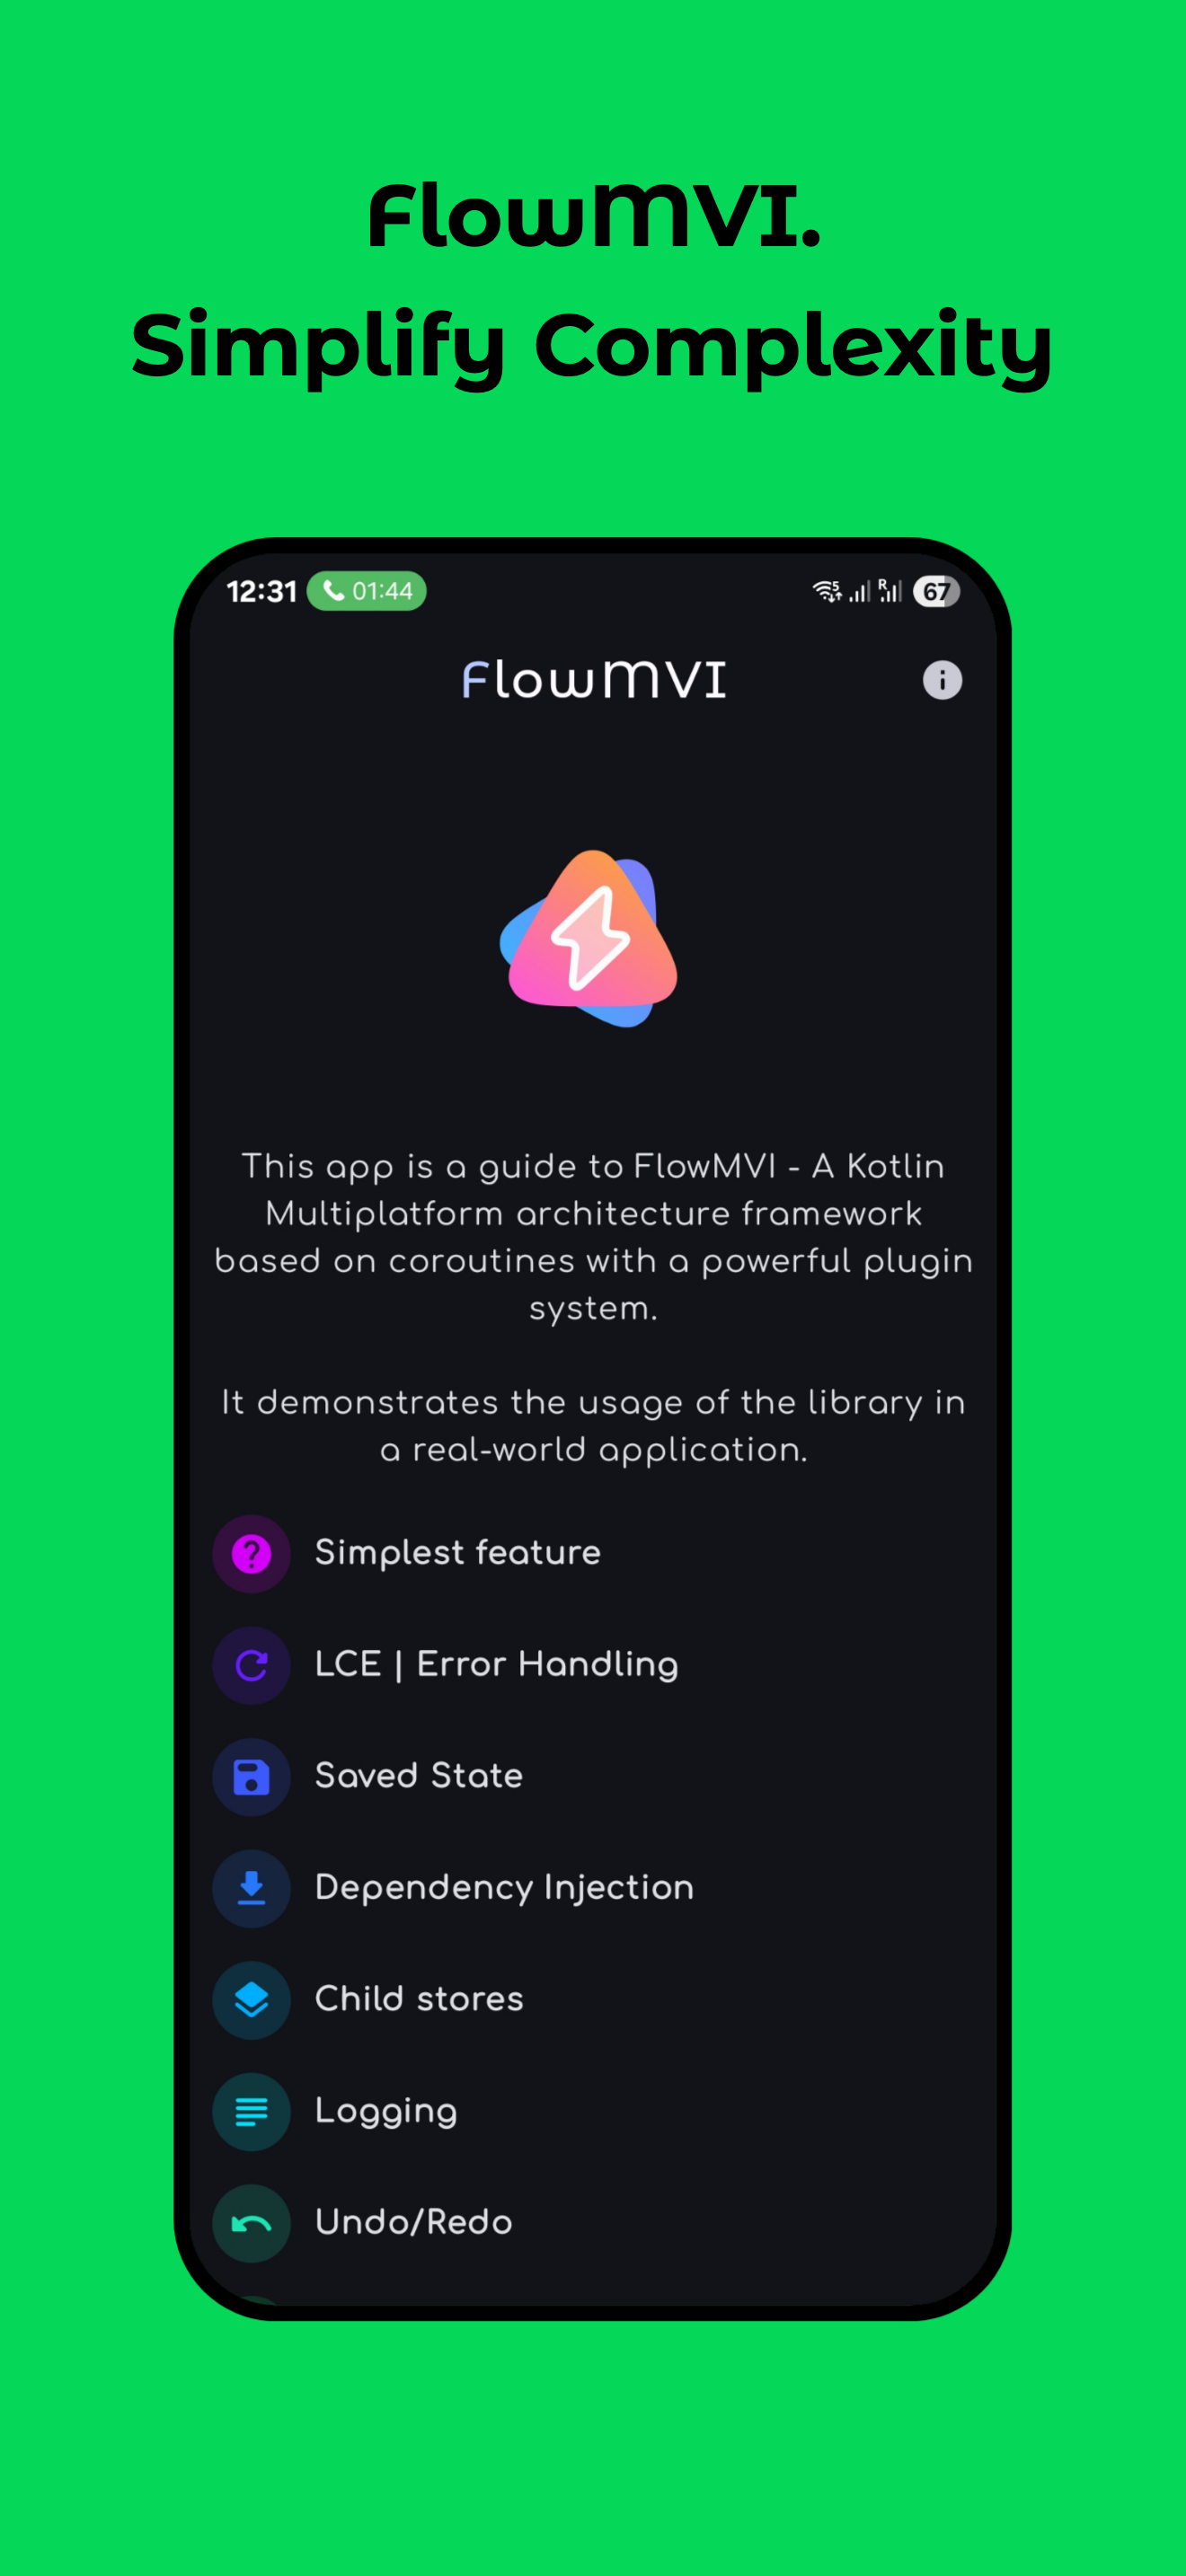 FlowMVI.
Simplify Complexity
12:31 01:44 5 R 67
FlowMVI
This app is a guide to FlowMVI - A Kotlin
Multiplatform architecture framework
based on coroutines with a powerful plugin
system.
It demonstrates the usage of the library in
a real-world application.
Simplest feature
LCE | Error Handling
Saved State
Dependency Injection
Child stores
Logging
Undo/Redo